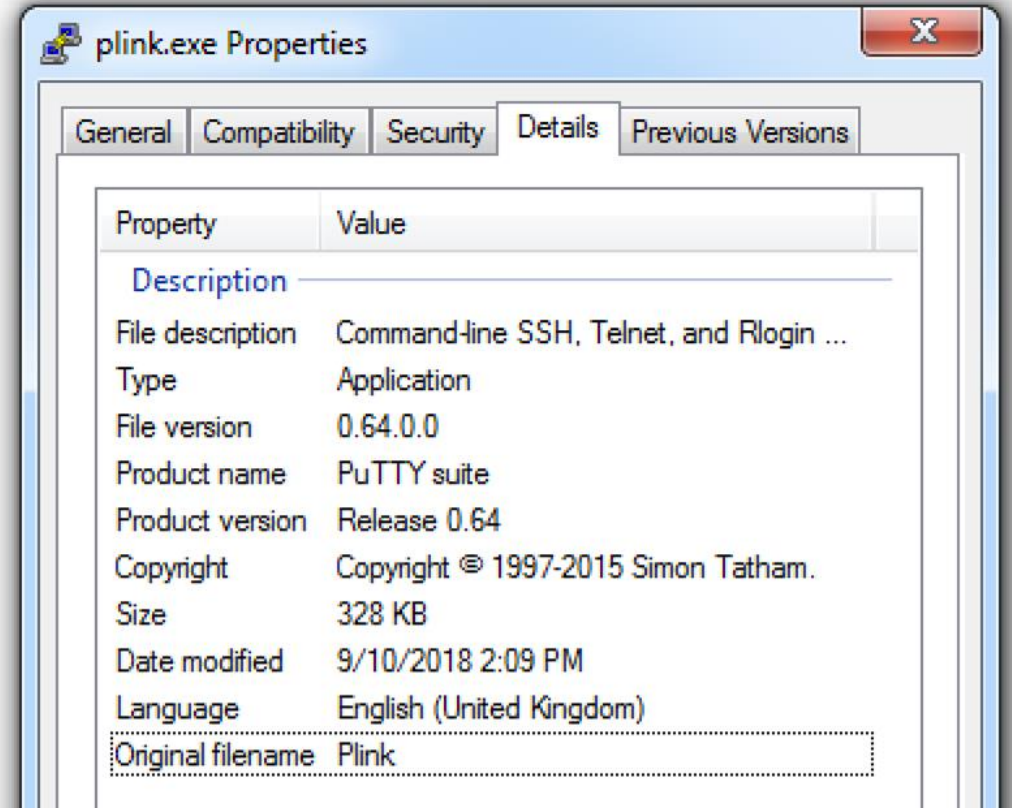 plink.exe Properties
General Compatibility Security Details Previous Versions
Property Value
Description
File description Command-line SSH, Telnet, and Rlogin ...
Type Application
File version 0.64.0.0
Product name PuTTY suite
Product version Release 0.64
Copyright Copyright © 1997-2015 Simon Tatham.
Size 328 KB
Date modified 9/10/2018 2:09 PM
Language English (United Kingdom)
Original filename Plink